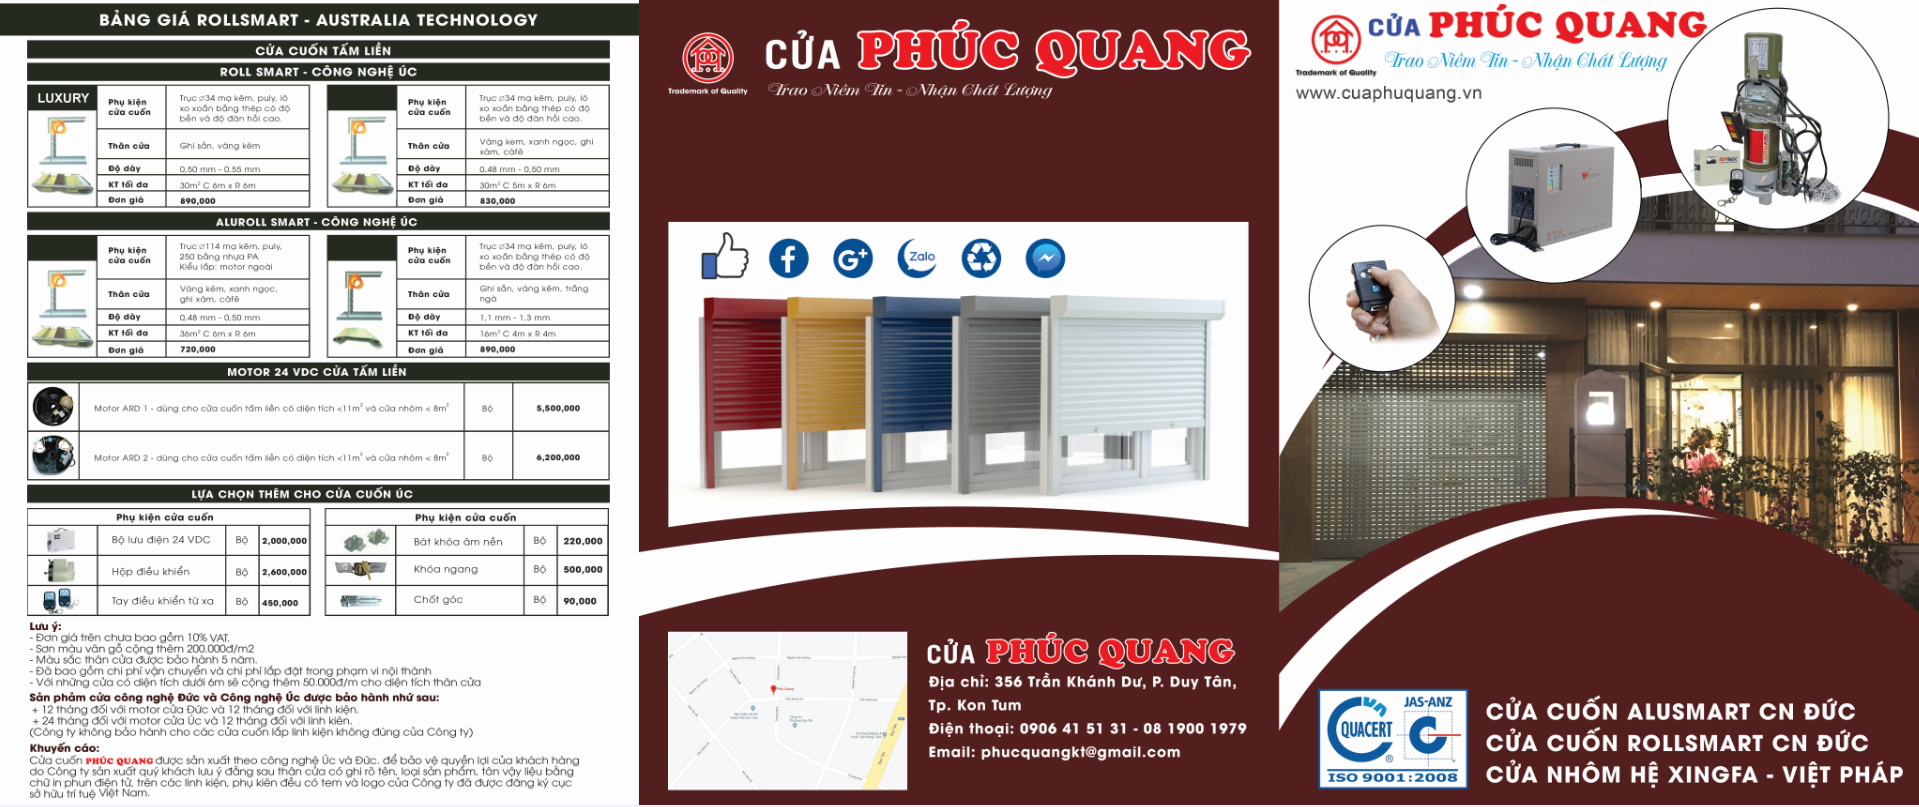 BẢNG GIÁ ROLLSMART - AUSTRALIA TECHNOLOGY
CỬA CUỐN TẤM LIỀN
ROLL SMART - CÔNG NGHỆ ÚC
LUXURY
Phụ kiện
cửa cuốn
Trục ⌀34 mạ kẽm, puly, lò
xo xoắn bằng thép có độ
bền và độ đàn hồi cao.
Thân cửa
Ghi sần, vàng kẽm
Độ dày
0,50 mm - 0,55 mm
KT tối đa
30m² C 6m x R 6m
Đơn giá
890,000
Phụ kiện
cửa cuốn
Trục ⌀34 mạ kẽm, puly, lò
xo xoắn bằng thép có độ
bền và độ đàn hồi cao.
Thân cửa
Vàng kem, xanh ngọc, ghi
xám, càfê
Độ dày
0,48 mm - 0,50 mm
KT tối đa
30m² C 5m x R 6m
Đơn giá
830,000
ALUROLL SMART - CÔNG NGHỆ ÚC
Phụ kiện
cửa cuốn
Trục ⌀114 mạ kẽm, puly,
250 bằng nhựa PA
Kiểu lắp: motor ngoài
Thân cửa
Vàng kẽm, xanh ngọc,
ghi xám, càfê
Độ dày
0,48 mm - 0,50 mm
KT tối đa
36m² C 6m x R 6m
Đơn giá
720,000
Phụ kiện
cửa cuốn
Trục ⌀34 mạ kẽm, puly, lò
xo xoắn bằng thép có độ
bền và độ đàn hồi cao.
Thân cửa
Ghi sần, vàng kẽm, trắng
ngà
Độ dày
1,1 mm - 1,3 mm
KT tối đa
16m² C 4m x R 4m
Đơn giá
890,000
MOTOR 24 VDC CỬA TẤM LIỀN
Motor ARD 1 - dùng cho cửa cuốn tấm liền có diện tích <11m² và cửa nhôm < 8m² Bộ 5,500,000
Motor ARD 2 - dùng cho cửa cuốn tấm liền có diện tích <11m² và cửa nhôm < 8m² Bộ 6,200,000
LỰA CHỌN THÊM CHO CỬA CUỐN ÚC
Phụ kiện cửa cuốn
Bộ lưu điện 24 VDC Bộ 2,000,000
Hộp điều khiển Bộ 2,600,000
Tay điều khiển từ xa Bộ 450,000
Phụ kiện cửa cuốn
Bát khóa âm nền Bộ 220,000
Khóa ngang Bộ 500,000
Chốt góc Bộ 90,000
Lưu ý:
- Đơn giá trên chưa bao gồm 10% VAT.
- Sơn màu vân gỗ cộng thêm 200.000đ/m2
- Màu sắc thân cửa được bảo hành 5 năm.
- Đã bao gồm chi phí vận chuyển và chi phí lắp đặt trong phạm vi nội thành
- Với những cửa có diện tích dưới 6m sẽ cộng thêm 50.000đ/m cho diện tích thân cửa
Sản phẩm cửa công nghệ Đức và Công nghệ Úc được bảo hành như sau:
+ 12 tháng đối với motor cửa Đức và 12 tháng đối với linh kiện.
+ 24 tháng đối với motor cửa Úc và 12 tháng đối với linh kiện.
(Công ty không bảo hành cho các cửa cuốn lắp linh kiện không đúng của Công ty)
Khuyến cáo:
Cửa cuốn PHÚC QUANG được sản xuất theo công nghệ Úc và Đức. để bảo vệ quyền lợi của khách hàng
do Công ty sản xuất quý khách lưu ý đằng sau thân cửa có ghi rõ tên, loại sản phẩm, tân vậy liệu bằng
chữ in phun điện tử, trên các linh kiện, phụ kiên đều có tem và logo của Công ty đã được đăng ký cục
sở hữu trí tuệ Việt Nam.
CỬA PHÚC QUANG
Trademark of Quality
Trao Niềm Tin - Nhận Chất Lượng
f
G+
Zalo
CỬA PHÚC QUANG
Địa chỉ: 356 Trần Khánh Dư, P. Duy Tân,
Tp. Kon Tum
Điện thoại: 0906 41 51 31 - 08 1900 1979
Email: phucquangkt@gmail.com
CỬA PHÚC QUANG
Trademark of Quality
Trao Niềm Tin - Nhận Chất Lượng
www.cuaphuquang.vn
QUACERT
JAS-ANZ
ISO 9001:2008
CỬA CUỐN ALUSMART CN ĐỨC
CỬA CUỐN ROLLSMART CN ĐỨC
CỬA NHÔM HỆ XINGFA - VIỆT PHÁP